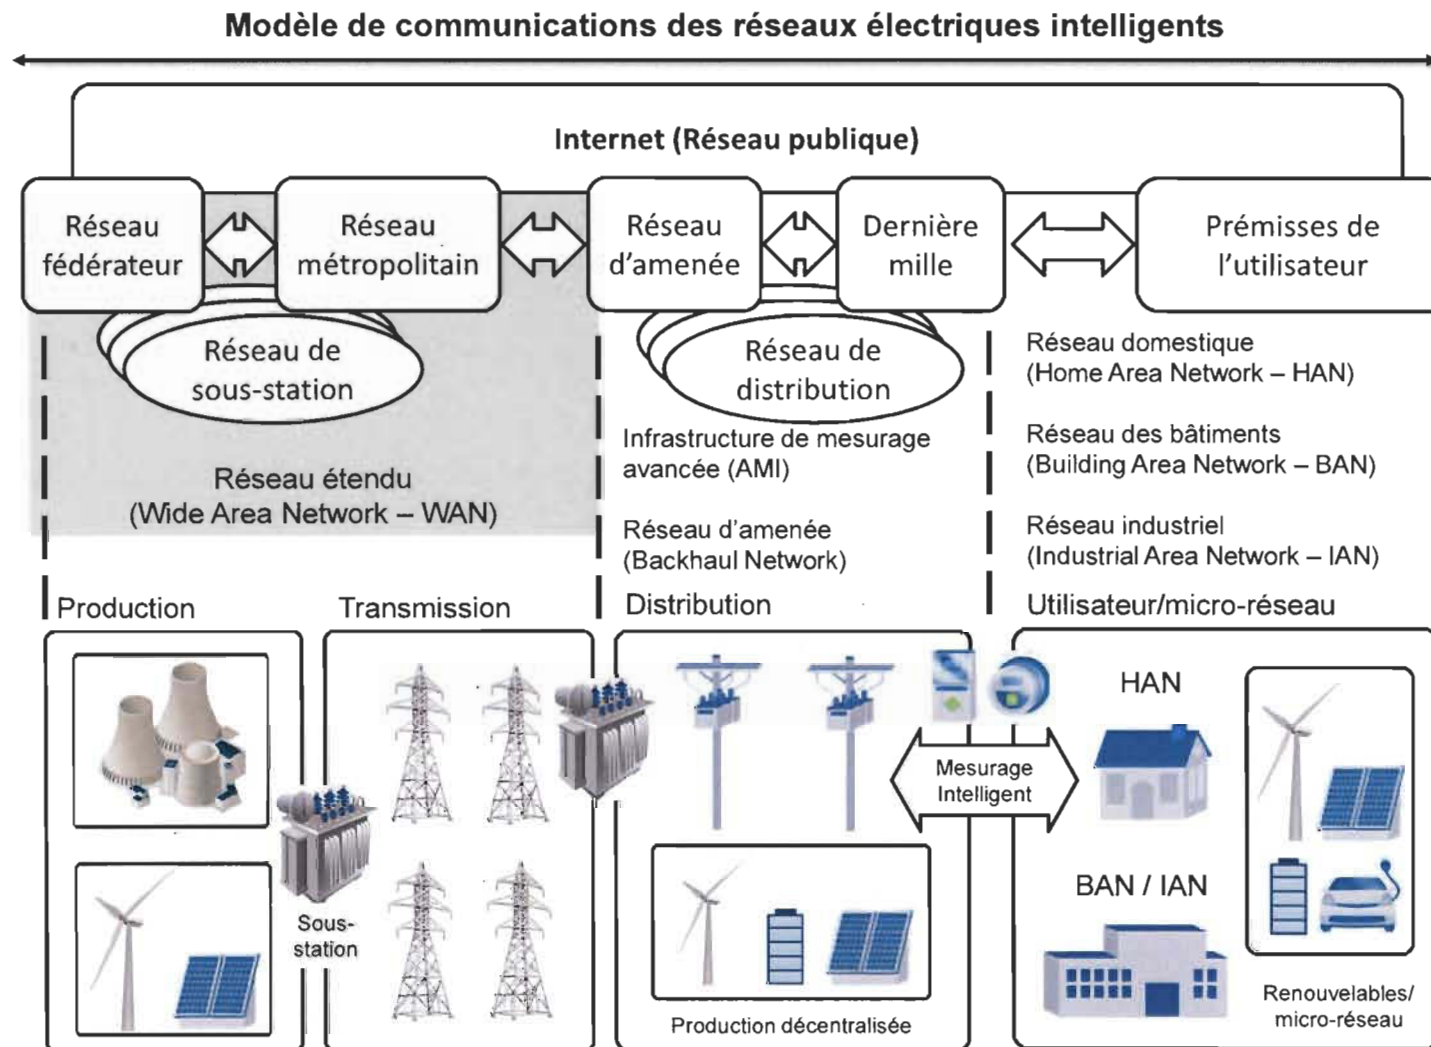 Modèle de communications des réseaux électriques intelligents
Internet (Réseau publique)
Réseau
fédérateur
Réseau
métropolitain
Réseau
d'amenée
Dernière
mille
Prémisses de
l'utilisateur
Réseau de
sous-station
Réseau de
distribution
Réseau étendu
(Wide Area Network – WAN)
Infrastructure de mesurage
avancée (AMI)
Réseau d'amenée
(Backhaul Network)
Réseau domestique
(Home Area Network – HAN)
Réseau des bâtiments
(Building Area Network – BAN)
Réseau industriel
(Industrial Area Network – IAN)
Production
Transmission
Distribution
Utilisateur/micro-réseau
Sous-
station
Mesurage
Intelligent
HAN
BAN / IAN
Production décentralisée
Renouvelables/
micro-réseau